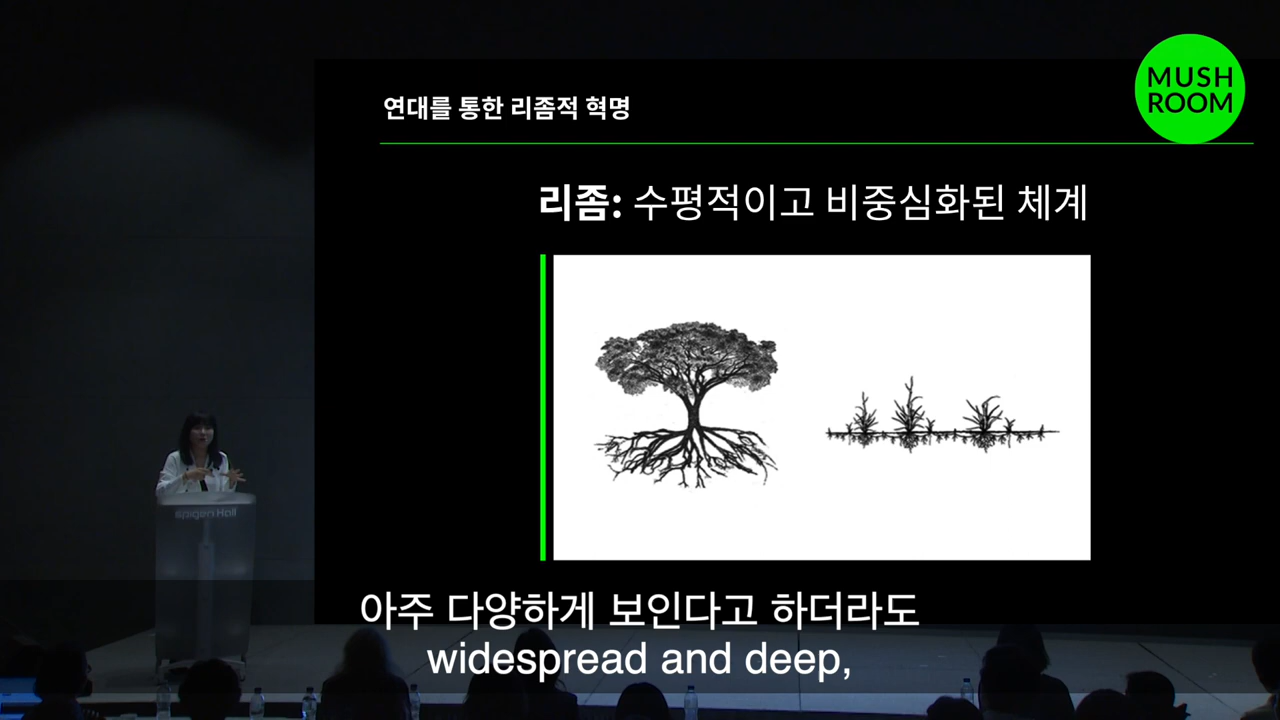 MUSH
ROOM
연대를 통한 리좀적 혁명
리좀: 수평적이고 비중심화된 체계
spigen Hall
아주 다양하게 보인다고 하더라도
widespread and deep,